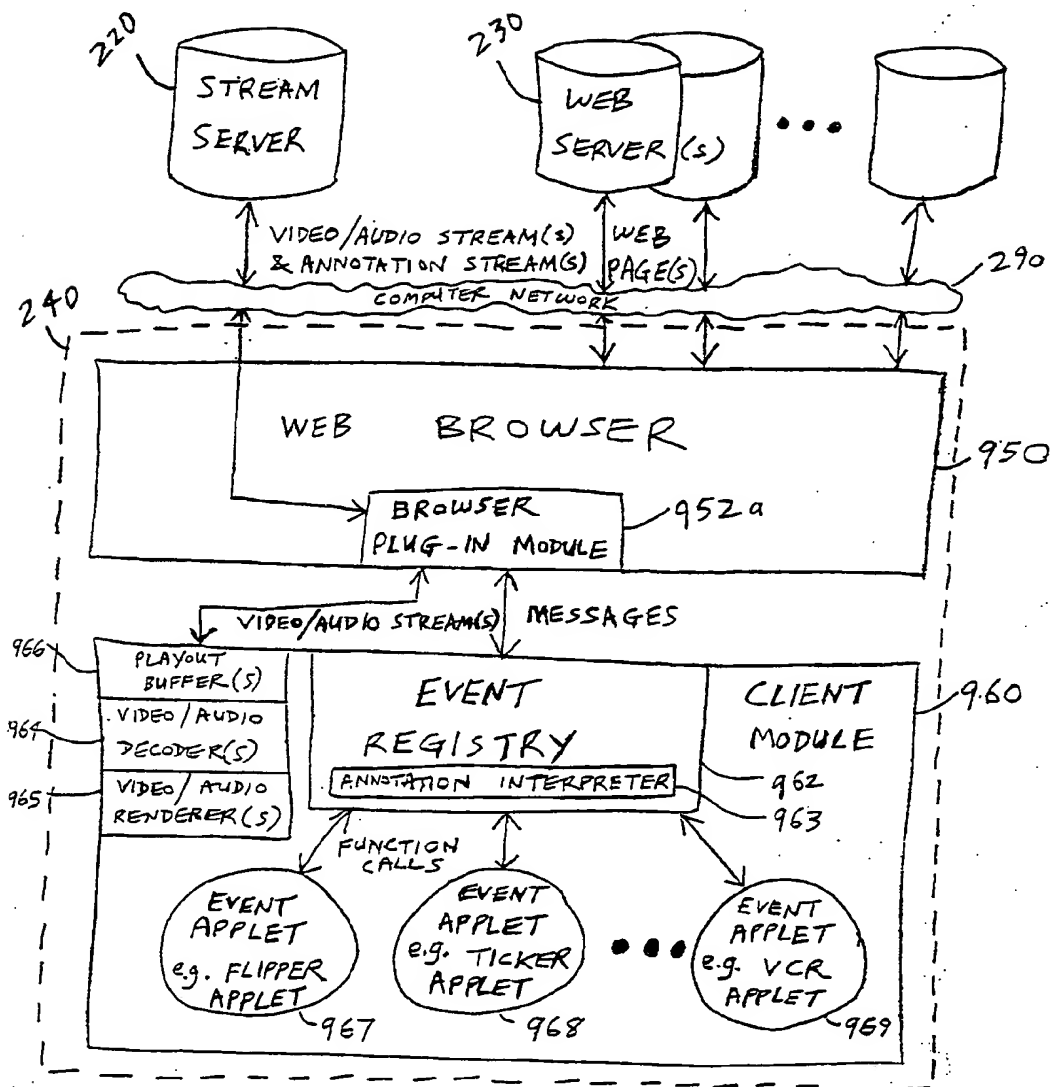 220
STREAM
SERVER
230
WEB
SERVER(S)
VIDEO/AUDIO STREAM(S)
& ANNOTATION STREAM(S)
WEB
PAGE(S)
290
COMPUTER NETWORK
240
WEB BROWSER
950
BROWSER
PLUG-IN MODULE
952a
VIDEO/AUDIO STREAM(S)
MESSAGES
966
PLAYOUT
BUFFER(S)
964
VIDEO/AUDIO
DECODER(S)
965
VIDEO/AUDIO
RENDERER(S)
EVENT
REGISTRY
ANNOTATION INTERPRETER
CLIENT
MODULE
960
962
963
FUNCTION
CALLS
EVENT
APPLET
e.g. FLIPPER
APPLET
967
EVENT
APPLET
e.g. TICKER
APPLET
968
EVENT
APPLET
e.g. VCR
APPLET
969